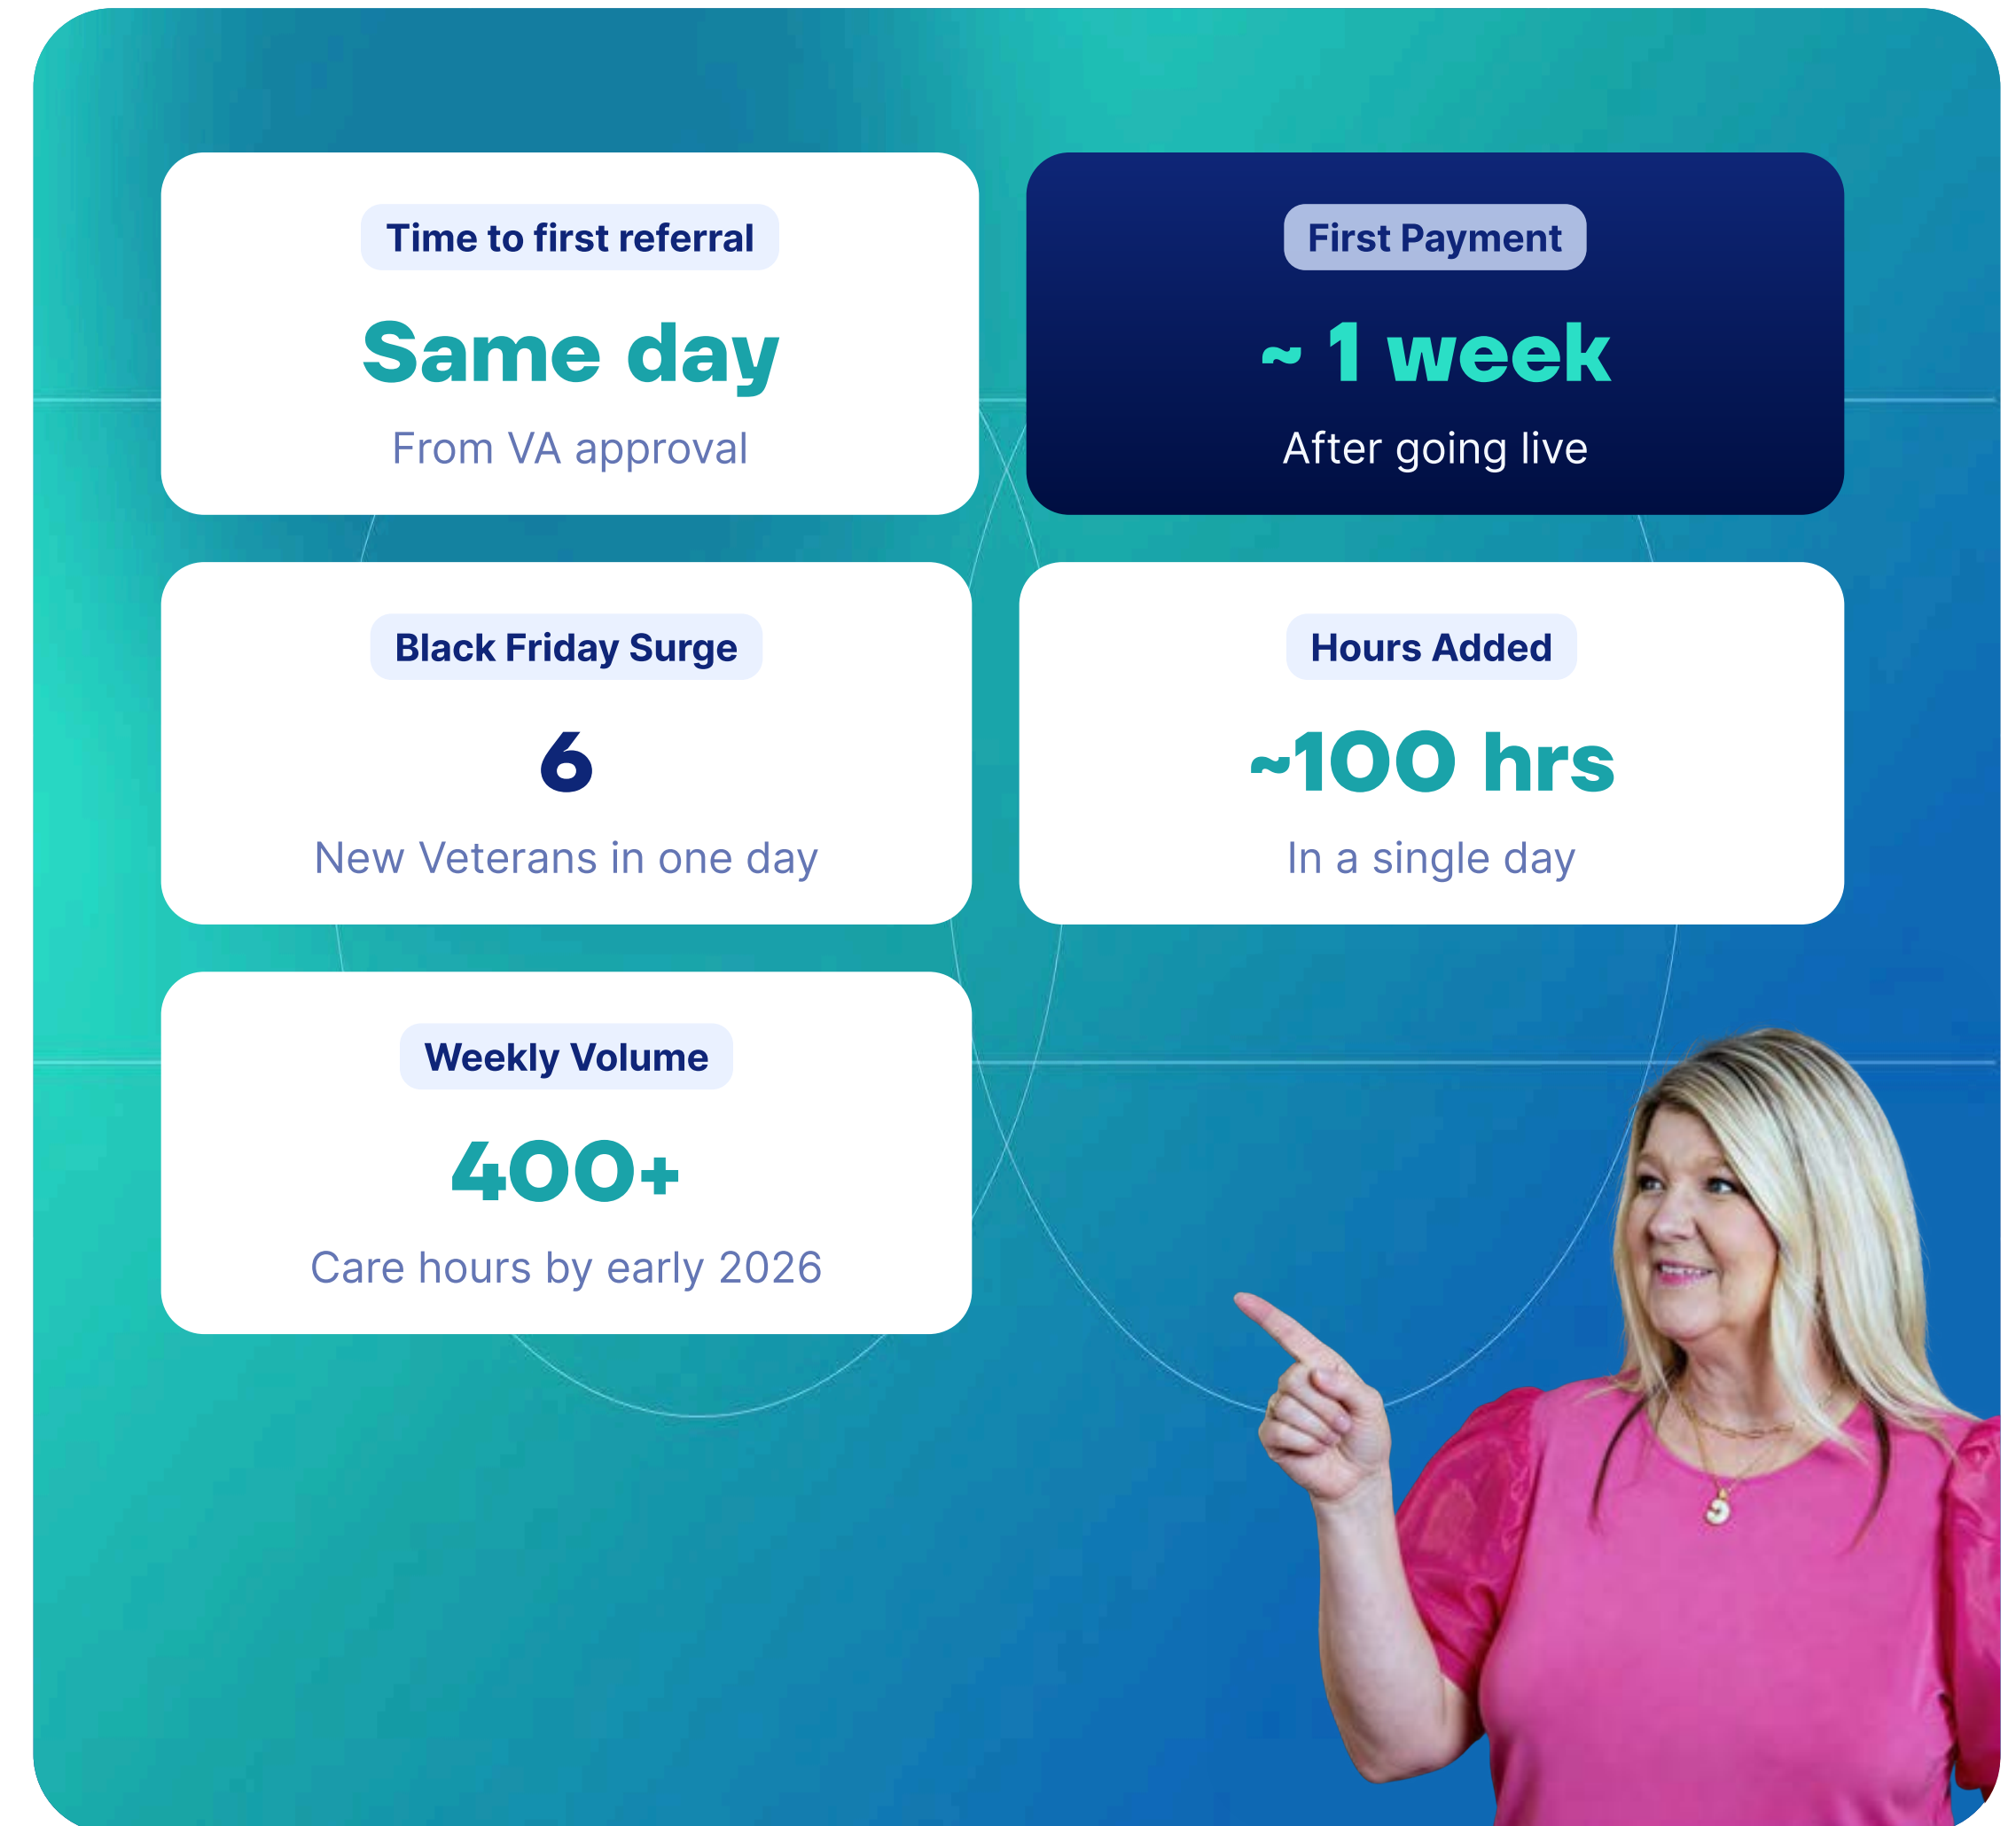 Time to first referral
Same day
From VA approval
First Payment
~ 1 week
After going live
Black Friday Surge
6
New Veterans in one day
Hours Added
~100 hrs
In a single day
Weekly Volume
400+
Care hours by early 2026